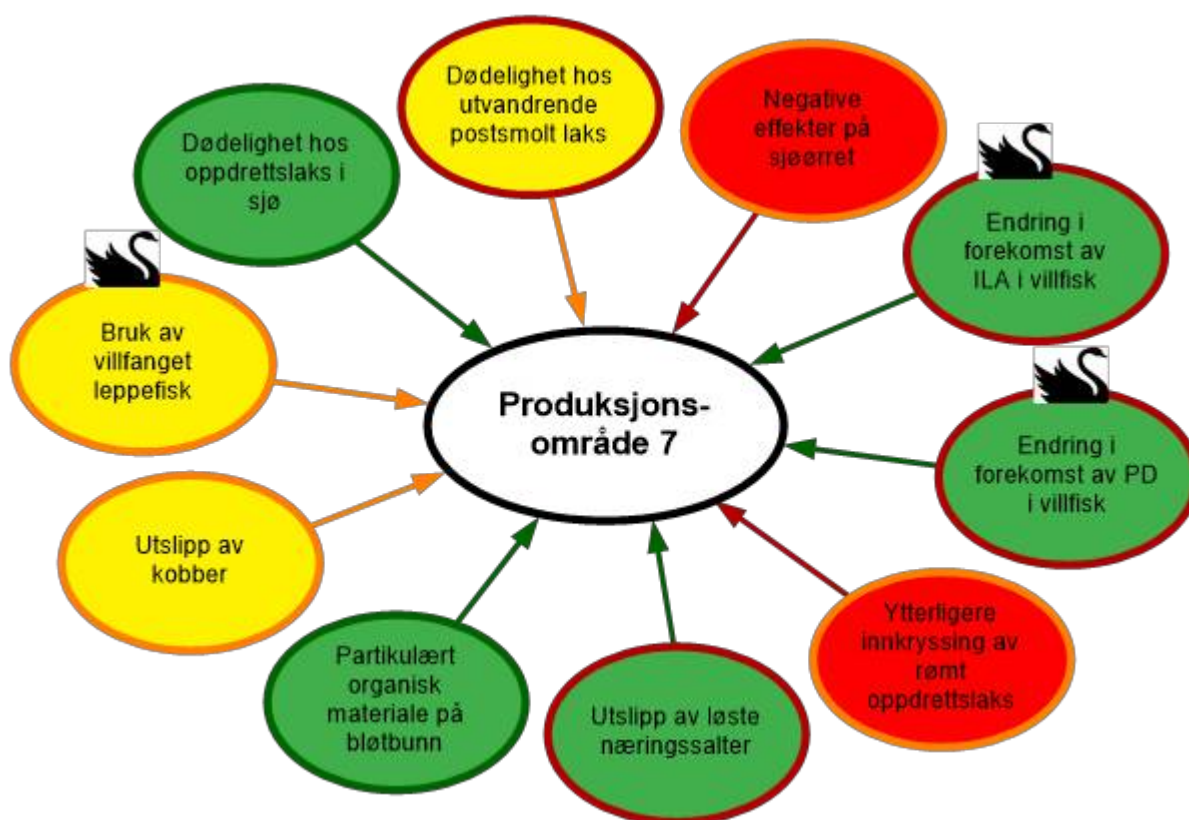 Dødelighet hos
utvandrende
postsmolt laks
Negative
effekter på
sjøørret
Dødelighet hos
oppdrettslaks i
sjø
Endring i
forekomst av
ILA i villfisk
Bruk av
villfanget
leppefisk
Produksjons-
område 7
Endring i
forekomst av PD
i villfisk
Utslipp av
kobber
Partikulært
organisk
materiale på
bløtbunn
Utslipp av løste
næringssalter
Ytterligere
innkryssing av
rømt
oppdrettslaks